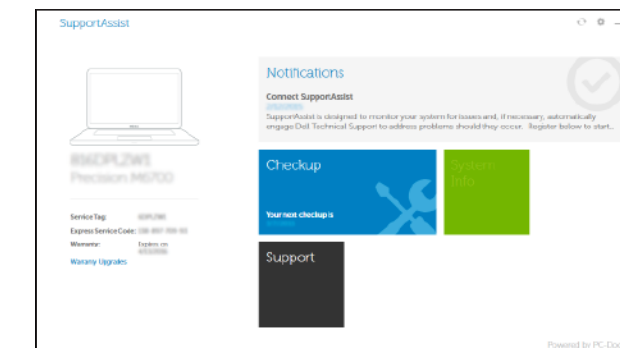 SupportAssist
Notifications
Connect SupportAssist
SupportAssist is designed to monitor your system for issues and, if necessary, automatically
engage Dell Technical Support to address problems should they occur. Register below to start...
Precision M6700
Checkup
System
Info
Your next checkup is
Service Tag:
Express Service Code:
Warranty: Expires on
Warranty Upgrades
Support
Powered by PC-Doc